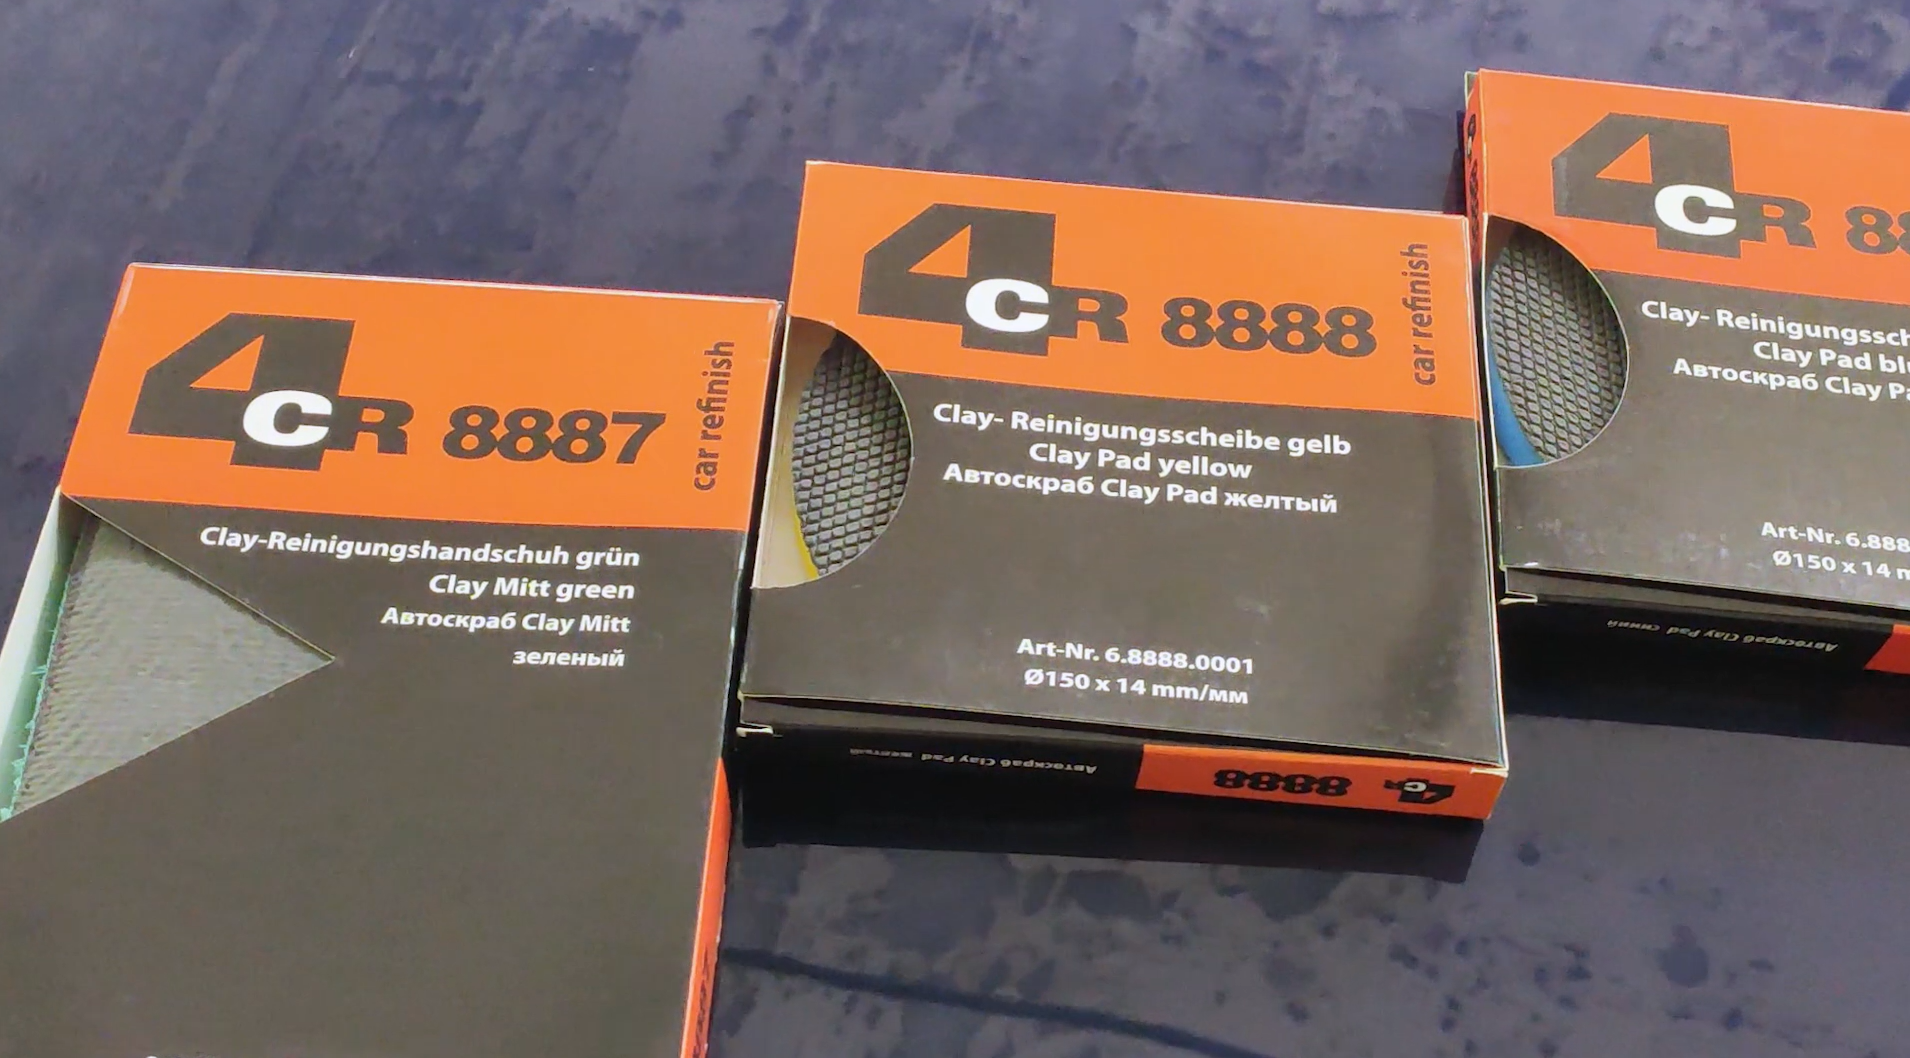 4CR 8887
car refinish
Clay-Reinigungshandschuh grün
Clay Mitt green
Автоскраб Clay Mitt
зеленый
4CR 8888
car refinish
Clay- Reinigungsscheibe gelb
Clay Pad yellow
Автоскраб Clay Pad желтый
Art-Nr. 6.8888.0001
Ø150 x 14 mm/мм
Автоскраб Clay Pad желтый
4CR 8888
4CR
Clay-
Clay Pad
Автоскраб Clay
Art-Nr.
Ø150 x 14
Автоскраб Clay Pad синий